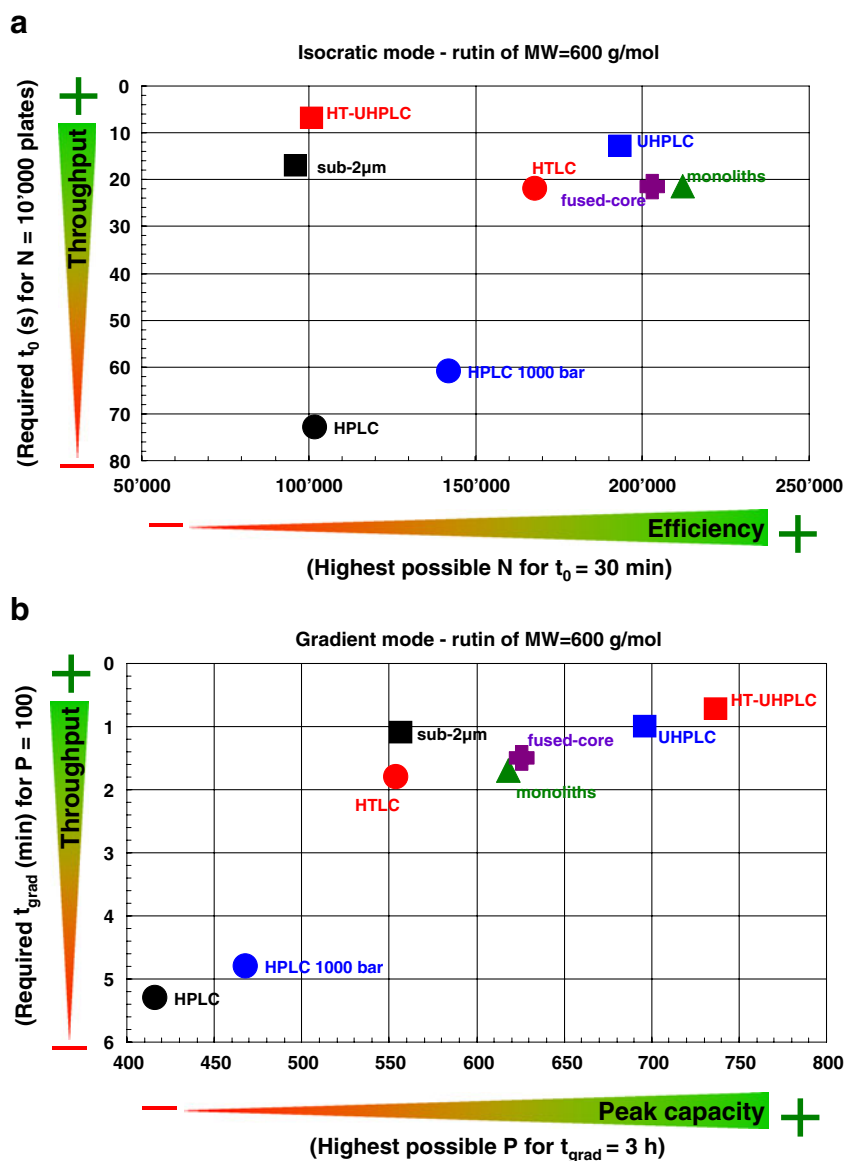 a
Isocratic mode - rutin of MW=600 g/mol
(Required t0 (s) for N = 10'000 plates)
Throughput
0
10
20
30
40
50
60
70
80
HT-UHPLC
UHPLC
sub-2µm
HTLC
monoliths
fused-core
HPLC 1000 bar
HPLC
50'000
100'000
150'000
200'000
250'000
Efficiency
(Highest possible N for t0 = 30 min)
b
Gradient mode - rutin of MW=600 g/mol
(Required tgrad (min) for P = 100)
Throughput
0
1
2
3
4
5
6
HT-UHPLC
sub-2µm
fused-core
UHPLC
HTLC
monoliths
HPLC 1000 bar
HPLC
400
450
500
550
600
650
700
750
800
Peak capacity
(Highest possible P for tgrad = 3 h)